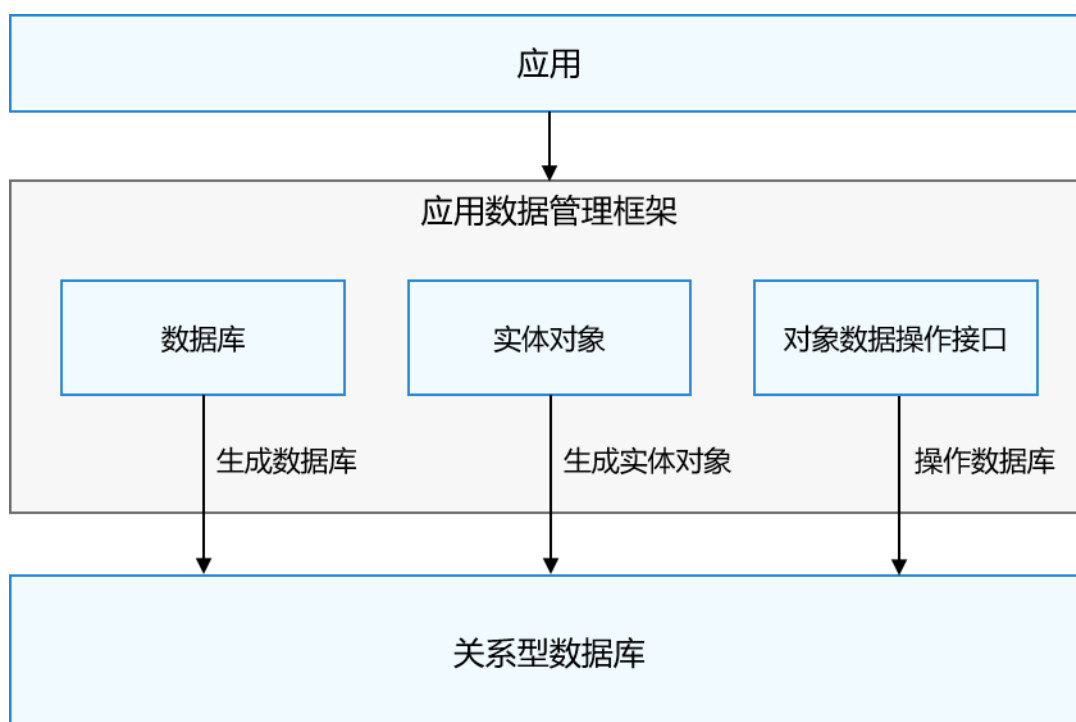 应用
应用数据管理框架
数据库
实体对象
对象数据操作接口
生成数据库
生成实体对象
操作数据库
关系型数据库